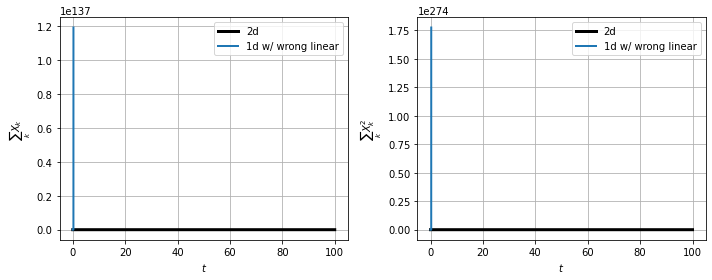 1e137
1.2
1.0
0.8
0.6
0.4
0.2
0.0
0 20 40 60 80 100
t
∑ X_k
k
2d
1d w/ wrong linear
1e274
1.75
1.50
1.25
1.00
0.75
0.50
0.25
0.00
0 20 40 60 80 100
t
∑ X_k^2
k
2d
1d w/ wrong linear